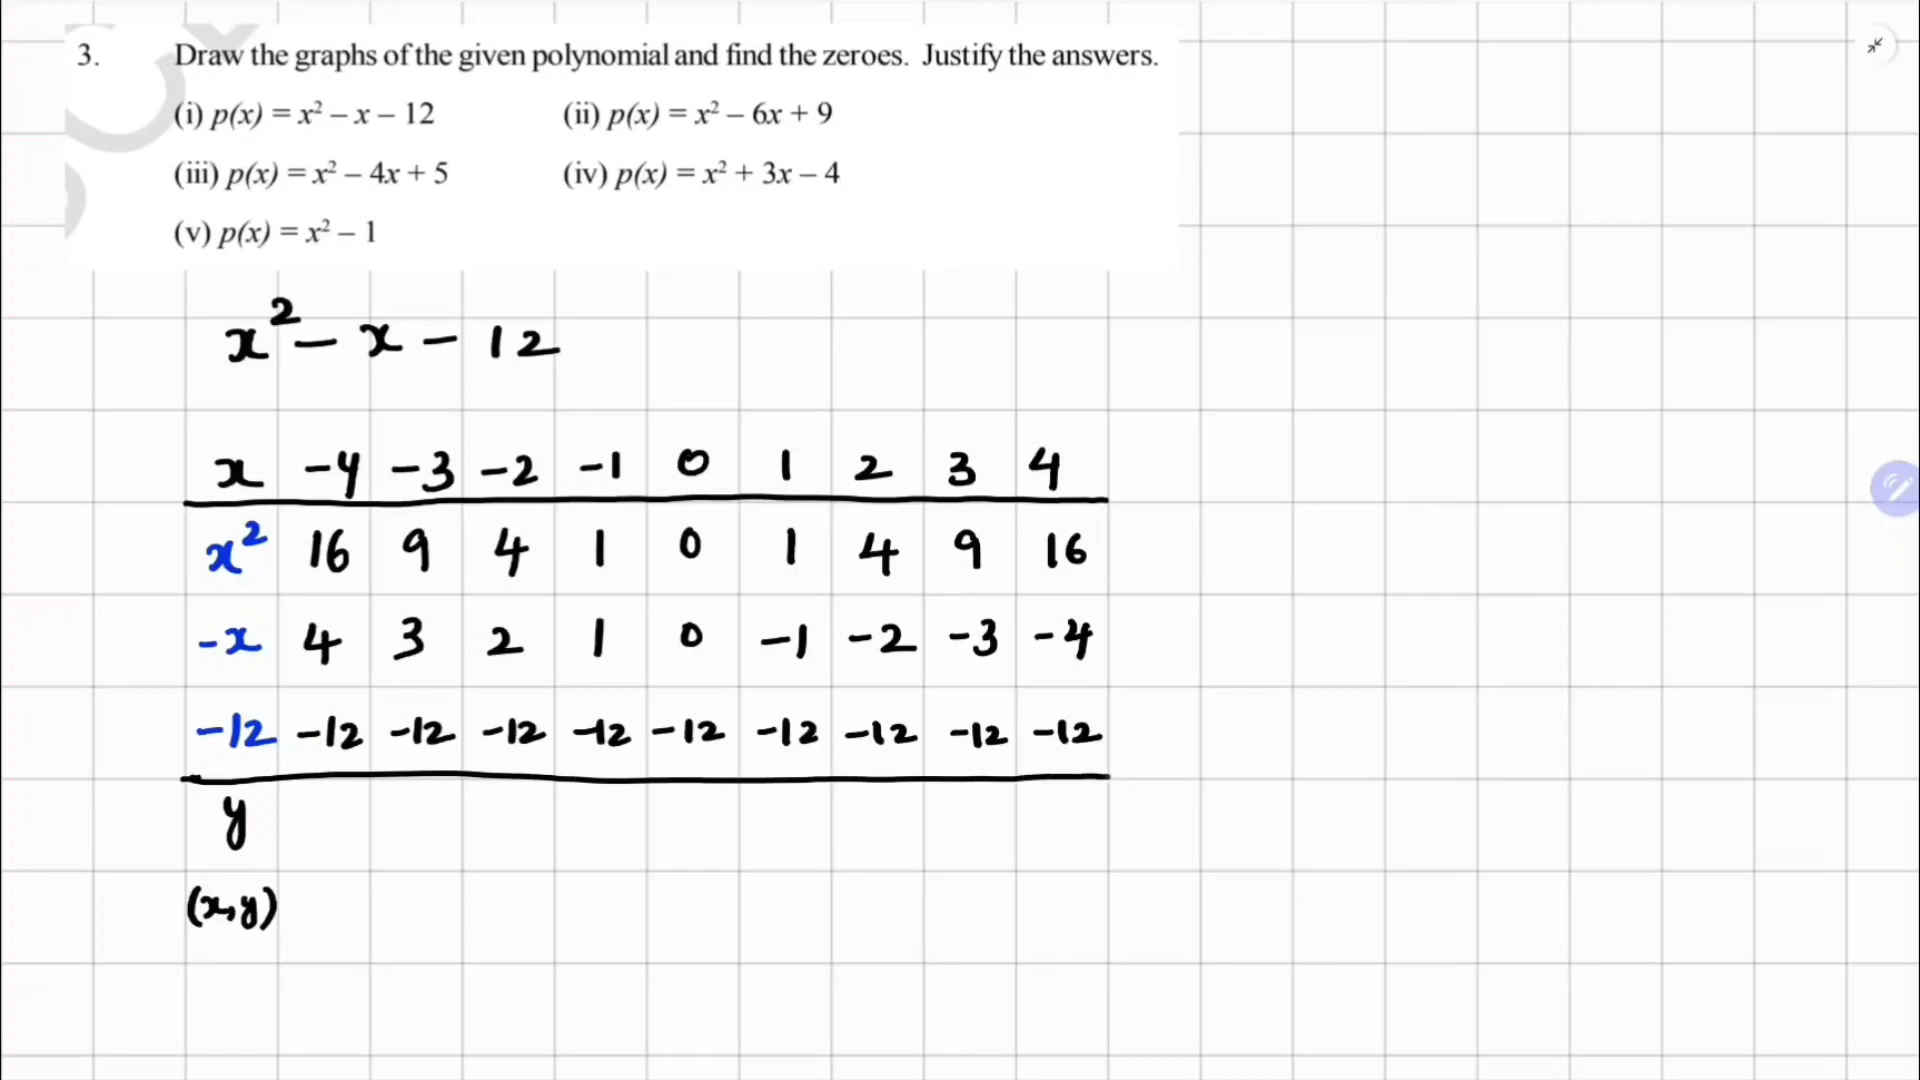 3. Draw the graphs of the given polynomial and find the zeroes. Justify the answers.
(i) p(x) = x² – x – 12 (ii) p(x) = x² – 6x + 9
(iii) p(x) = x² – 4x + 5 (iv) p(x) = x² + 3x – 4
(v) p(x) = x² – 1
x² – x – 12
x -4 -3 -2 -1 0 1 2 3 4
x² 16 9 4 1 0 1 4 9 16
-x 4 3 2 1 0 -1 -2 -3 -4
-12 -12 -12 -12 -12 -12 -12 -12 -12 -12
y
(x,y)